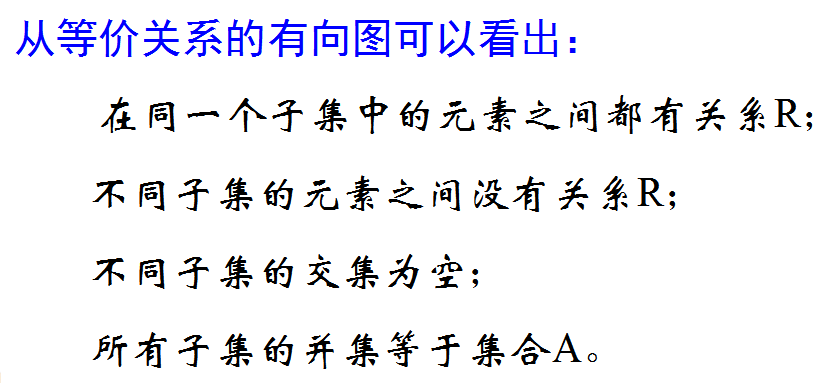 从等价关系的有向图可以看出：
在同一个子集中的元素之间都有关系R；
不同子集的元素之间没有关系R；
不同子集的交集为空；
所有子集的并集等于集合A。